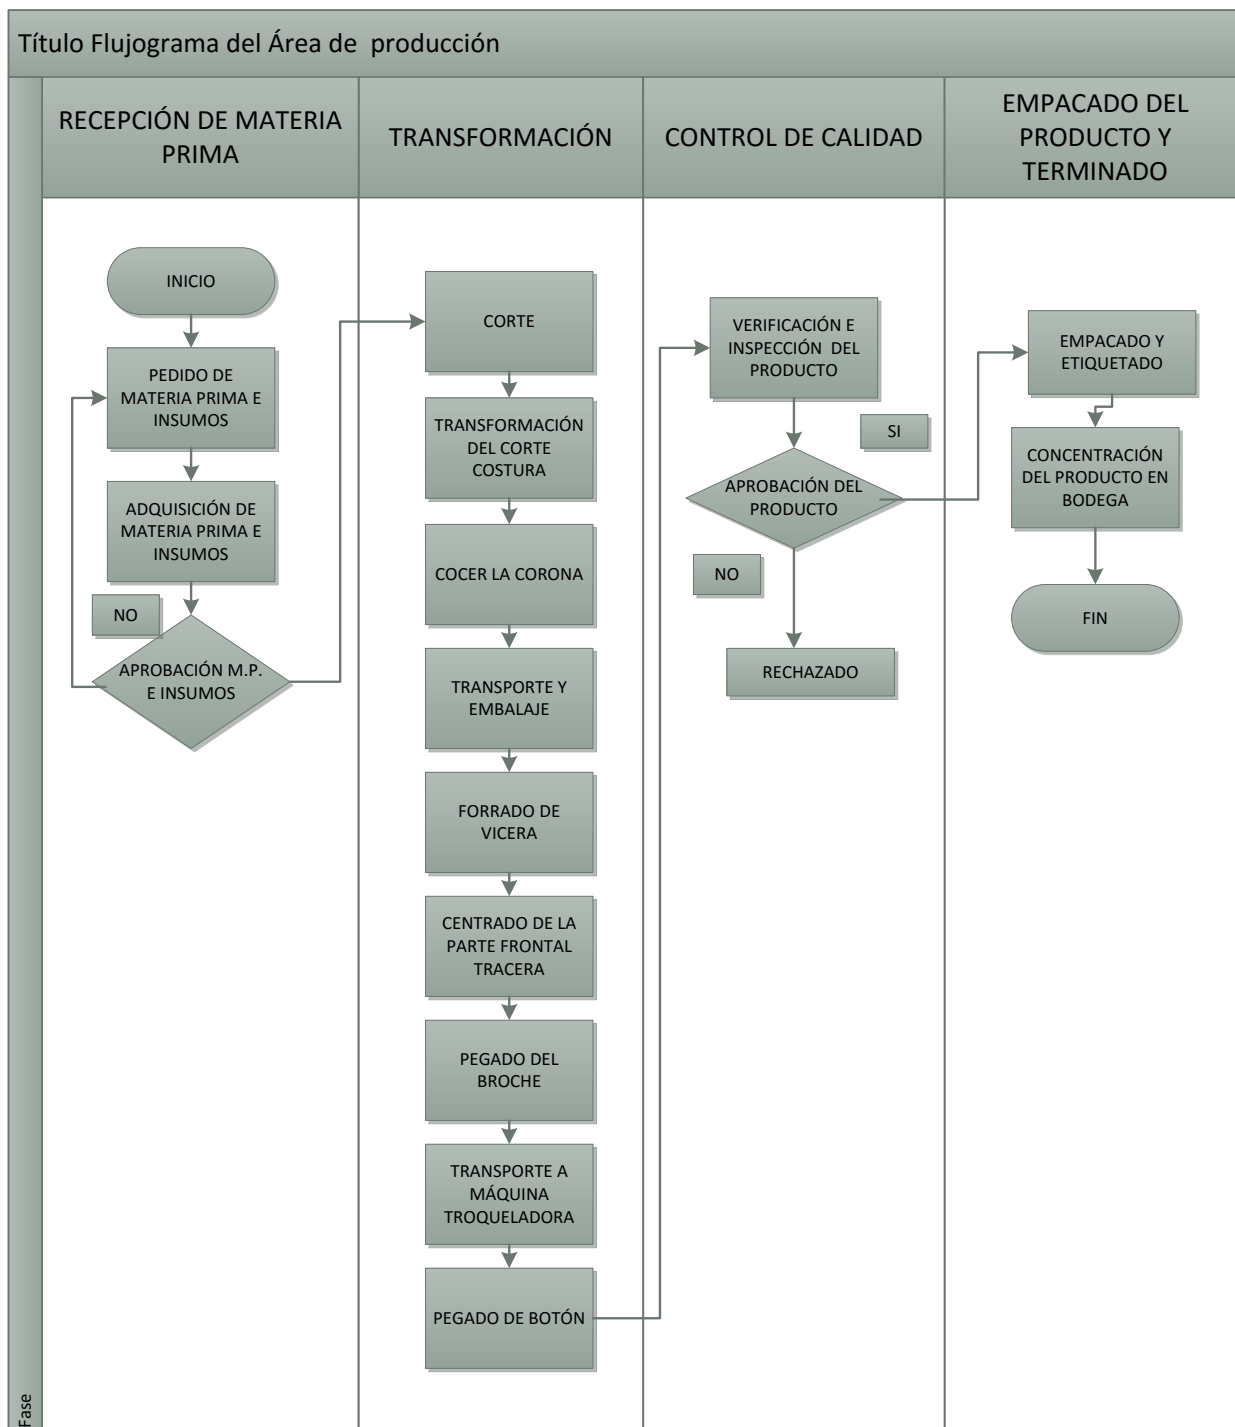 Título Flujograma del Área de producción
RECEPCIÓN DE MATERIA
PRIMA
TRANSFORMACIÓN
CONTROL DE CALIDAD
EMPACADO DEL
PRODUCTO Y
TERMINADO
INICIO
PEDIDO DE
MATERIA PRIMA E
INSUMOS
ADQUISICIÓN DE
MATERIA PRIMA E
INSUMOS
NO
APROBACIÓN M.P.
E INSUMOS
CORTE
TRANSFORMACIÓN
DEL CORTE
COSTURA
COCER LA CORONA
TRANSPORTE Y
EMBALAJE
FORRADO DE
VICERA
CENTRADO DE LA
PARTE FRONTAL
TRACERA
PEGADO DEL
BROCHE
TRANSPORTE A
MÁQUINA
TROQUELADORA
PEGADO DE BOTÓN
VERIFICACIÓN E
INSPECCIÓN DEL
PRODUCTO
SI
APROBACIÓN DEL
PRODUCTO
NO
RECHAZADO
EMPACADO Y
ETIQUETADO
CONCENTRACIÓN
DEL PRODUCTO EN
BODEGA
FIN
Fase